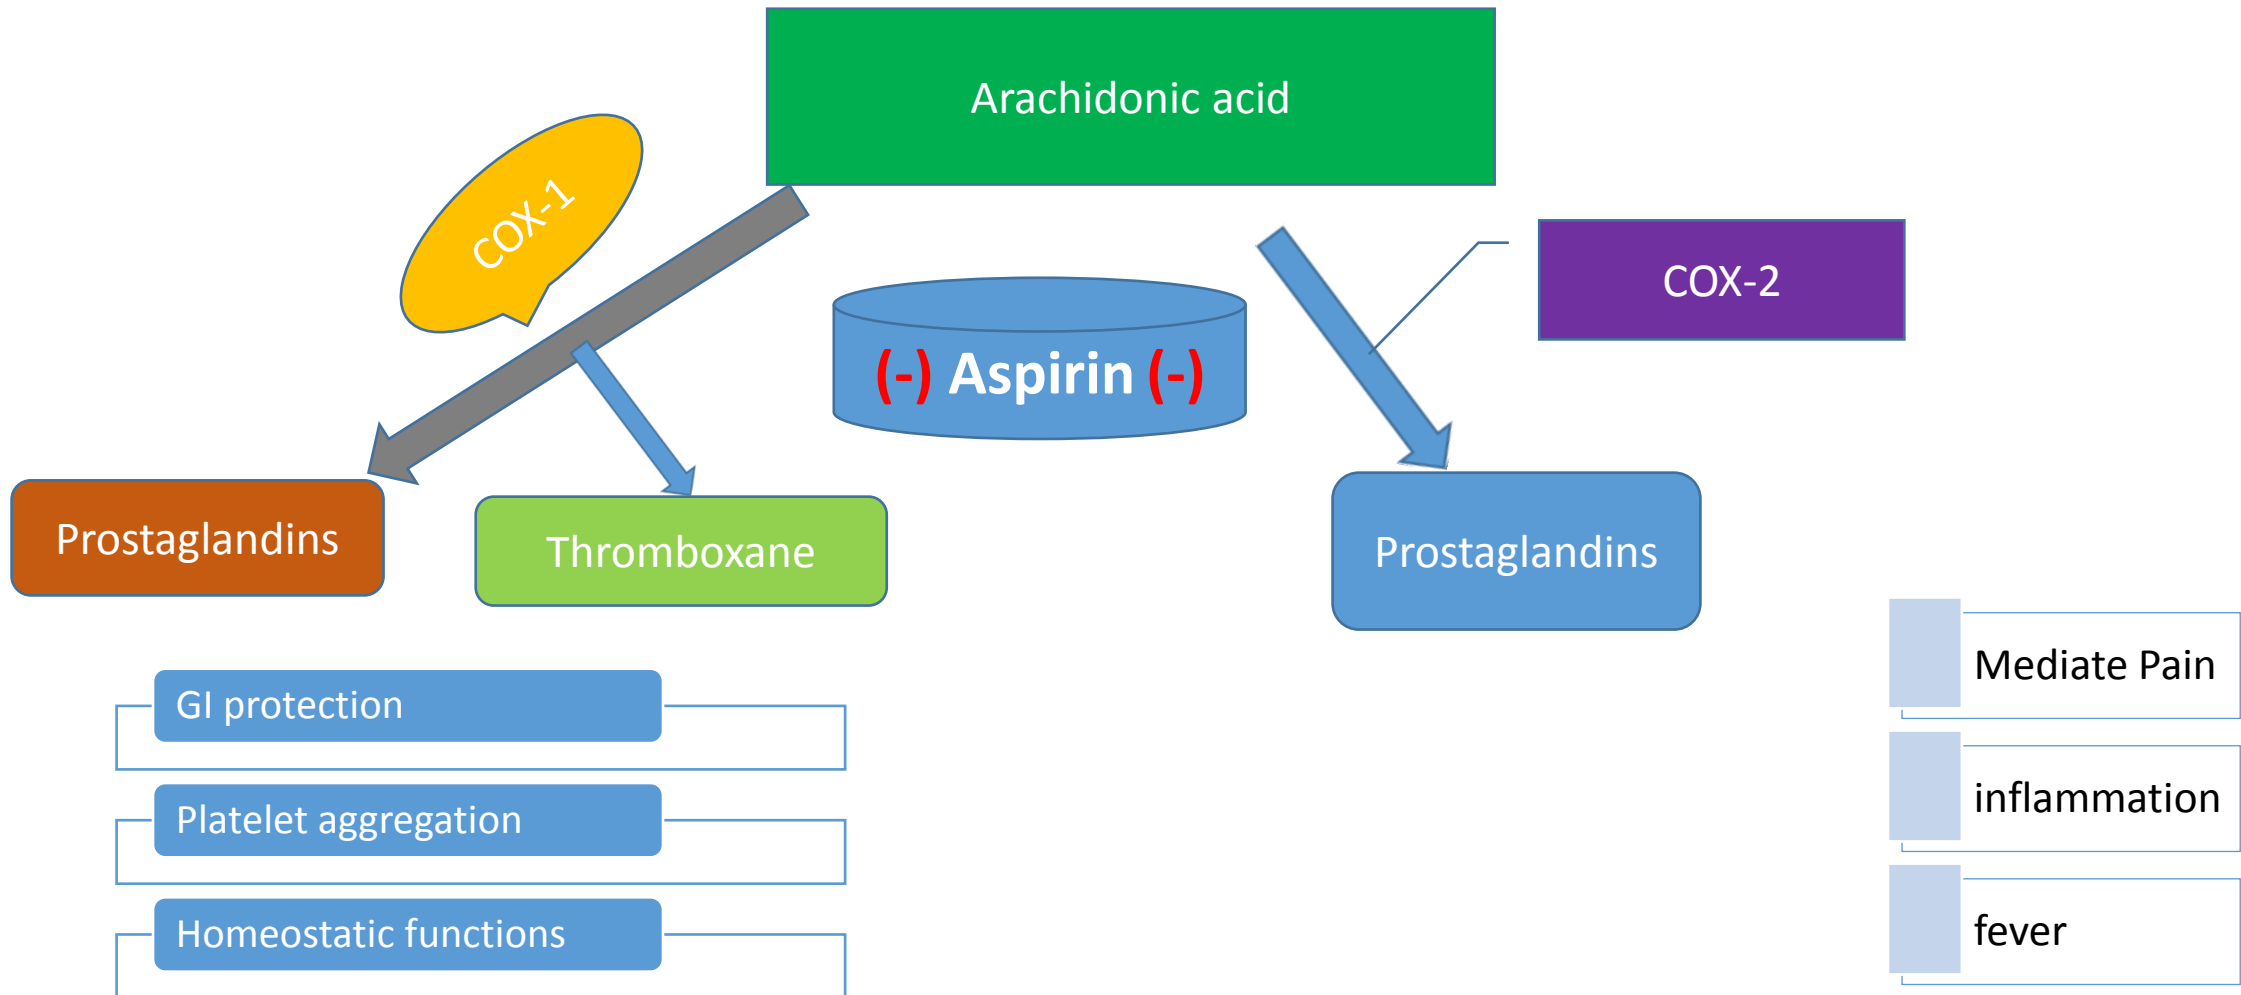 Arachidonic acid
COX-1
COX-2
(-) Aspirin (-)
Prostaglandins
Thromboxane
Prostaglandins
GI protection
Platelet aggregation
Homeostatic functions
Mediate Pain
inflammation
fever